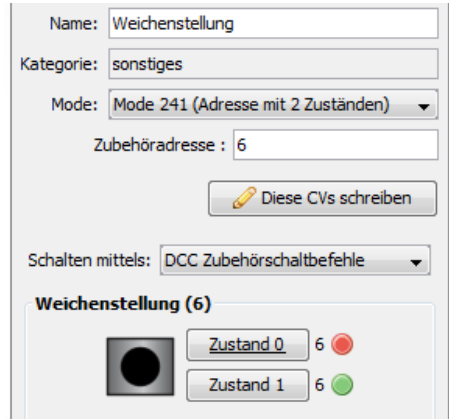 Name: Weichenstellung
Kategorie: sonstiges
Mode: Mode 241 (Adresse mit 2 Zuständen)
Zubehöradresse : 6
Diese CVs schreiben
Schalten mittels: DCC Zubehörschaltbefehle
Weichenstellung (6)
Zustand 0 6
Zustand 1 6